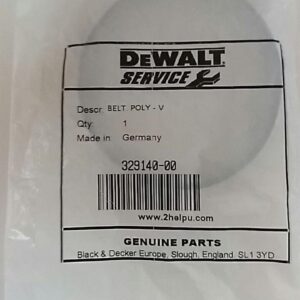 DEWALT
SERVICE
Descr: BELT POLY - V
Qty: 1
Made in: Germany
329140-00
www.2helpu.com
GENUINE PARTS
Black & Decker Europe, Slough, England. SL1 3YD